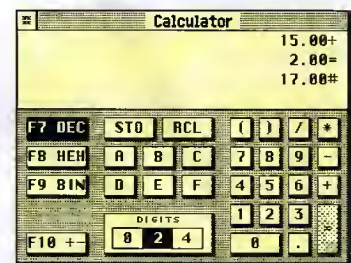 Calculator
15.00+
2.00=
17.00#
F7 DEC STO RCL ( ) / *
F8 HEH A B C 7 8 9 -
F9 BIN D E F 4 5 6 +
DIGITS 1 2 3 =
F10 +- 0 2 4 0 .